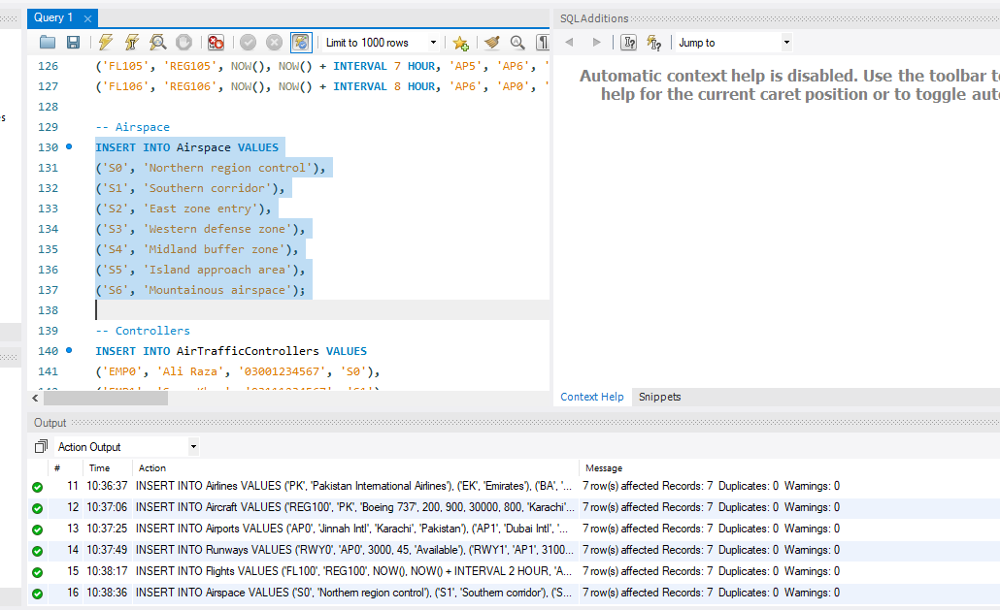 Query 1
SQLAdditions
Limit to 1000 rows
Jump to
126 ('FL105', 'REG105', NOW(), NOW() + INTERVAL 7 HOUR, 'AP5', 'AP6', '
127 ('FL106', 'REG106', NOW(), NOW() + INTERVAL 8 HOUR, 'AP6', 'AP0', '
128
129 -- Airspace
130 INSERT INTO Airspace VALUES
131 ('S0', 'Northern region control'),
132 ('S1', 'Southern corridor'),
133 ('S2', 'East zone entry'),
134 ('S3', 'Western defense zone'),
135 ('S4', 'Midland buffer zone'),
136 ('S5', 'Island approach area'),
137 ('S6', 'Mountainous airspace');
138
139 -- Controllers
140 INSERT INTO AirTrafficControllers VALUES
141 ('EMP0', 'Ali Raza', '03001234567', 'S0'),
Automatic context help is disabled. Use the toolbar to
help for the current caret position or to toggle auto
Context Help Snippets
Output
Action Output
# Time Action Message
11 10:36:37 INSERT INTO Airlines VALUES ('PK', 'Pakistan International Airlines'), ('EK', 'Emirates'), ('BA', '... 7 row(s) affected Records: 7 Duplicates: 0 Warnings: 0
12 10:37:06 INSERT INTO Aircraft VALUES ('REG100', 'PK', 'Boeing 737', 200, 900, 30000, 800, 'Karachi'... 7 row(s) affected Records: 7 Duplicates: 0 Warnings: 0
13 10:37:25 INSERT INTO Airports VALUES ('AP0', 'Jinnah Intl', 'Karachi', 'Pakistan'), ('AP1', 'Dubai Intl', '... 7 row(s) affected Records: 7 Duplicates: 0 Warnings: 0
14 10:37:49 INSERT INTO Runways VALUES ('RWY0', 'AP0', 3000, 45, 'Available'), ('RWY1', 'AP1', 3100... 7 row(s) affected Records: 7 Duplicates: 0 Warnings: 0
15 10:38:17 INSERT INTO Flights VALUES ('FL100', 'REG100', NOW(), NOW() + INTERVAL 2 HOUR, 'A... 7 row(s) affected Records: 7 Duplicates: 0 Warnings: 0
16 10:38:36 INSERT INTO Airspace VALUES ('S0', 'Northern region control'), ('S1', 'Southern corridor'), ('S... 7 row(s) affected Records: 7 Duplicates: 0 Warnings: 0